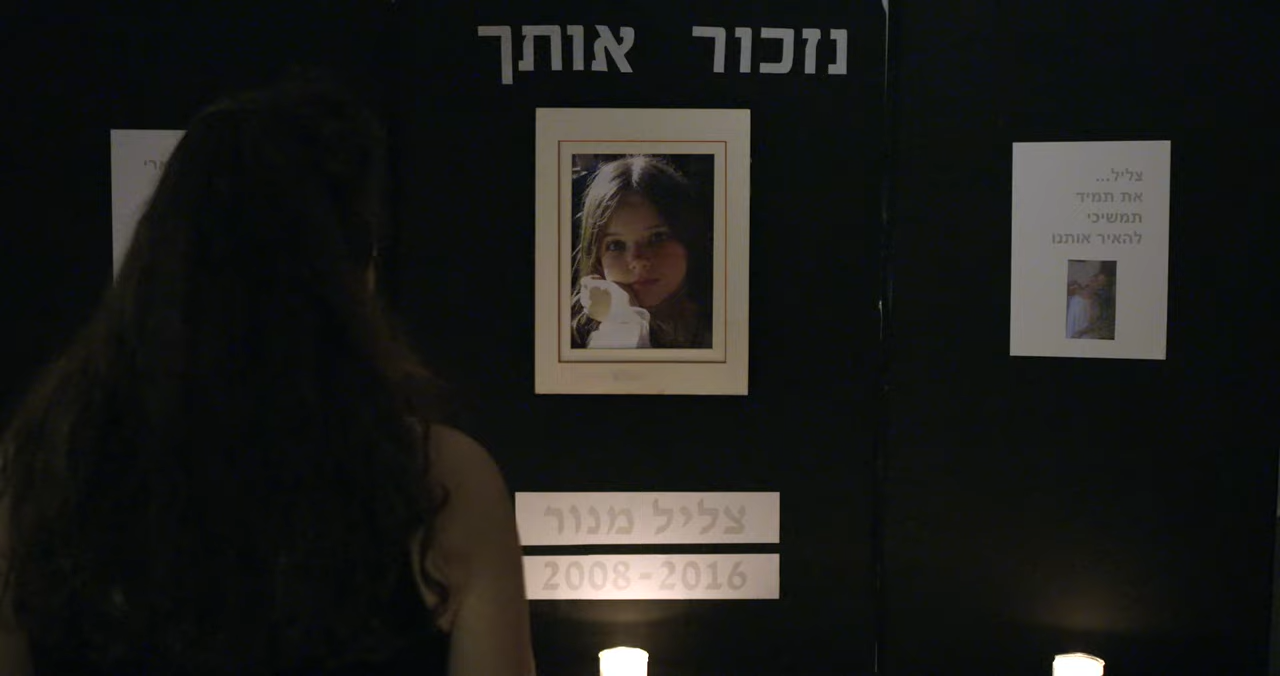 נזכור אותך
צליל...
את תמיד
תמשיכי
להאיר אותנו
צליל מנור
2008-2016